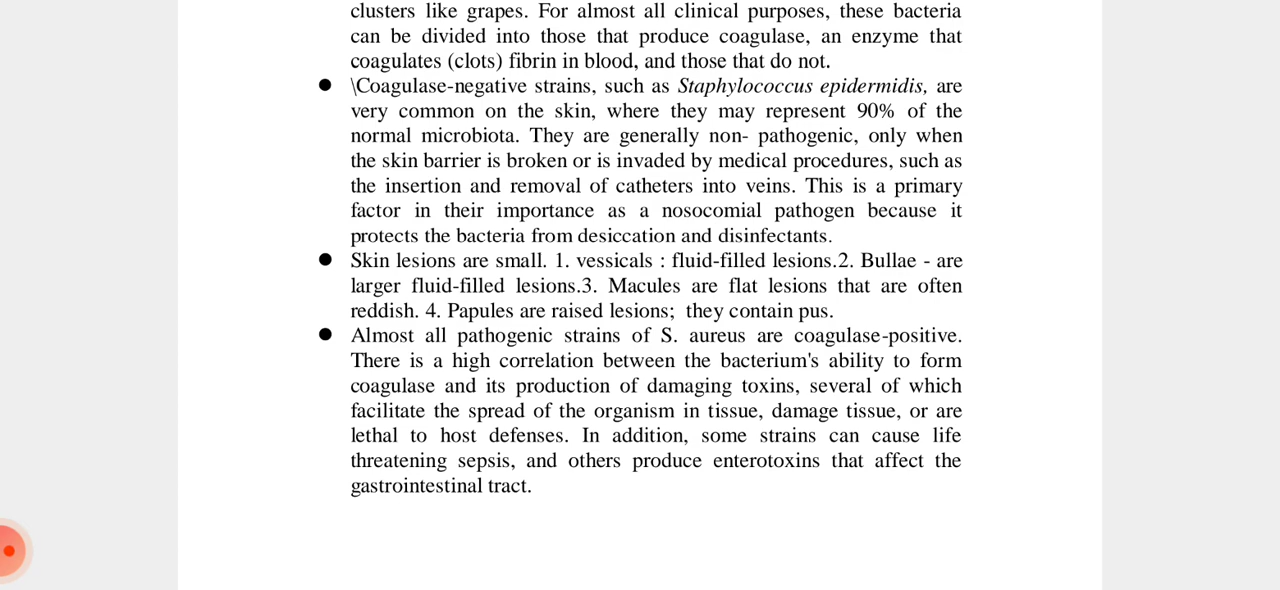 clusters like grapes. For almost all clinical purposes, these bacteria
can be divided into those that produce coagulase, an enzyme that
coagulates (clots) fibrin in blood, and those that do not.
● \Coagulase-negative strains, such as Staphylococcus epidermidis, are
very common on the skin, where they may represent 90% of the
normal microbiota. They are generally non- pathogenic, only when
the skin barrier is broken or is invaded by medical procedures, such as
the insertion and removal of catheters into veins. This is a primary
factor in their importance as a nosocomial pathogen because it
protects the bacteria from desiccation and disinfectants.
● Skin lesions are small. 1. vessicals : fluid-filled lesions.2. Bullae - are
larger fluid-filled lesions.3. Macules are flat lesions that are often
reddish. 4. Papules are raised lesions;  they contain pus.
● Almost all pathogenic strains of S. aureus are coagulase-positive.
There is a high correlation between the bacterium's ability to form
coagulase and its production of damaging toxins, several of which
facilitate the spread of the organism in tissue, damage tissue, or are
lethal to host defenses. In addition, some strains can cause life
threatening sepsis, and others produce enterotoxins that affect the
gastrointestinal tract.